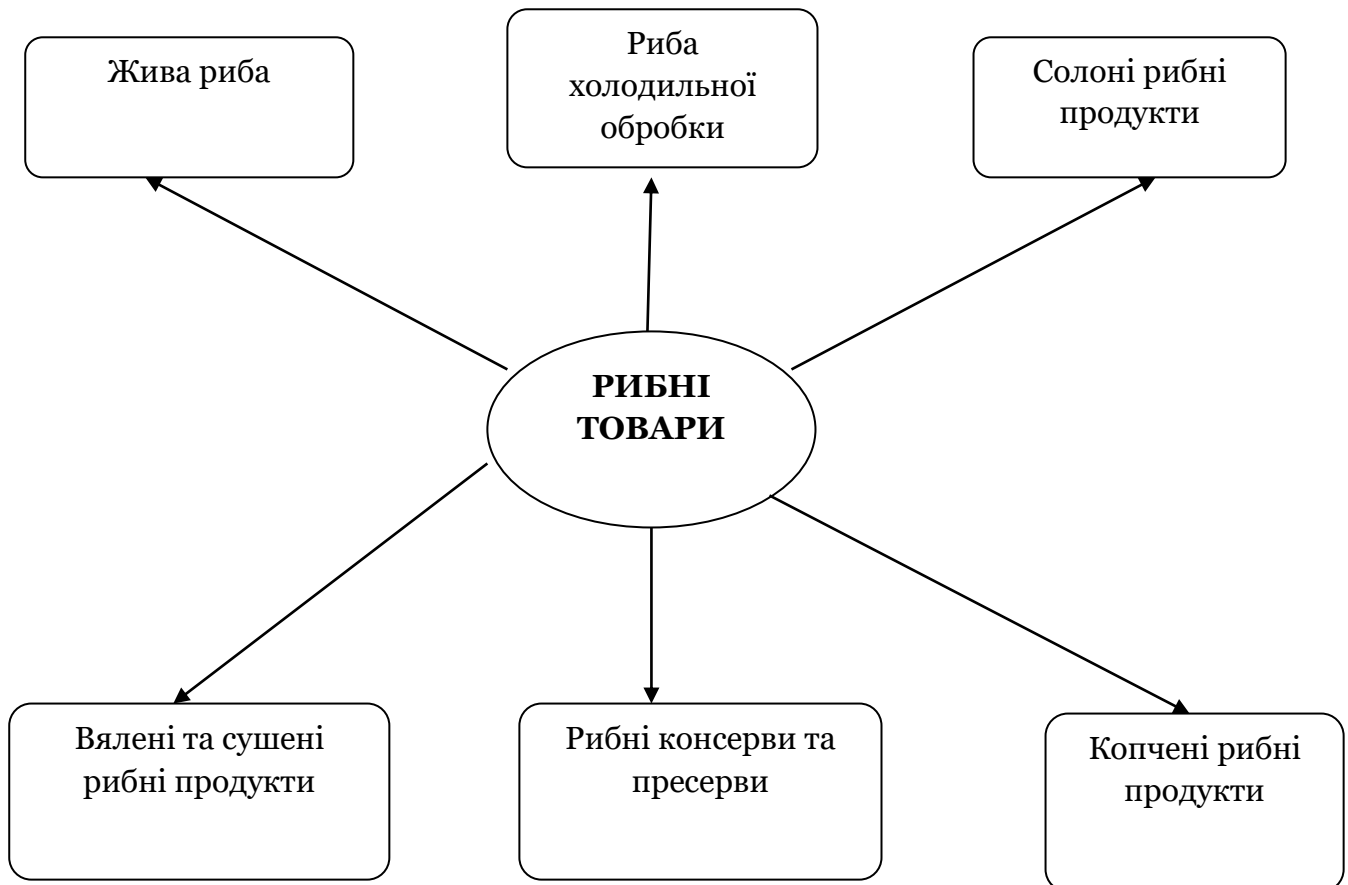 Жива риба
Риба
холодильної
обробки
Солоні рибні
продукти
РИБНІ
ТОВАРИ
Вялені та сушені
рибні продукти
Рибні консерви та
пресерви
Копчені рибні
продукти